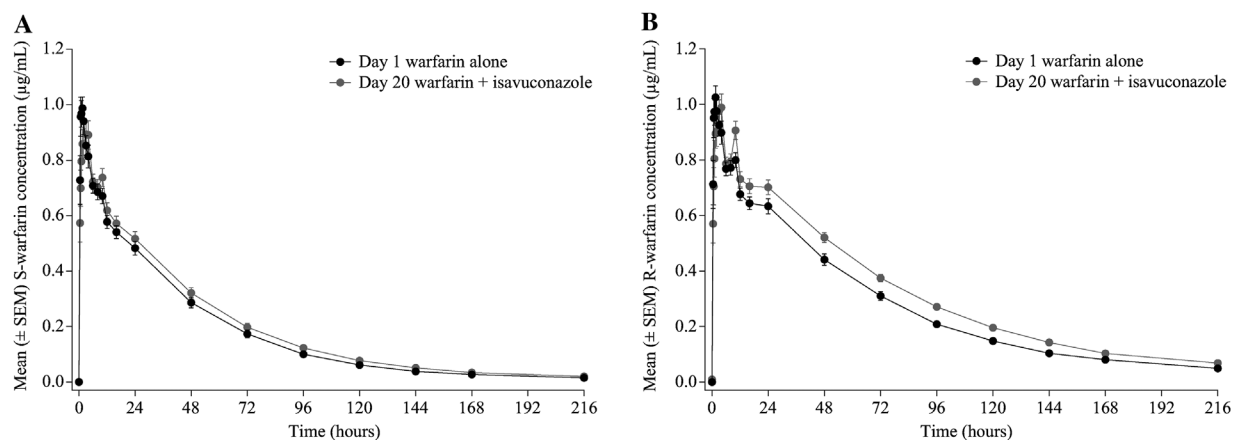 A
Mean (± SEM) S-warfarin concentration (μg/mL)
1.2
1.0
0.8
0.6
0.4
0.2
0.0
Day 1 warfarin alone
Day 20 warfarin + isavuconazole
0 24 48 72 96 120 144 168 192 216
Time (hours)
B
Mean (± SEM) R-warfarin concentration (μg/mL)
1.2
1.0
0.8
0.6
0.4
0.2
0.0
Day 1 warfarin alone
Day 20 warfarin + isavuconazole
0 24 48 72 96 120 144 168 192 216
Time (hours)